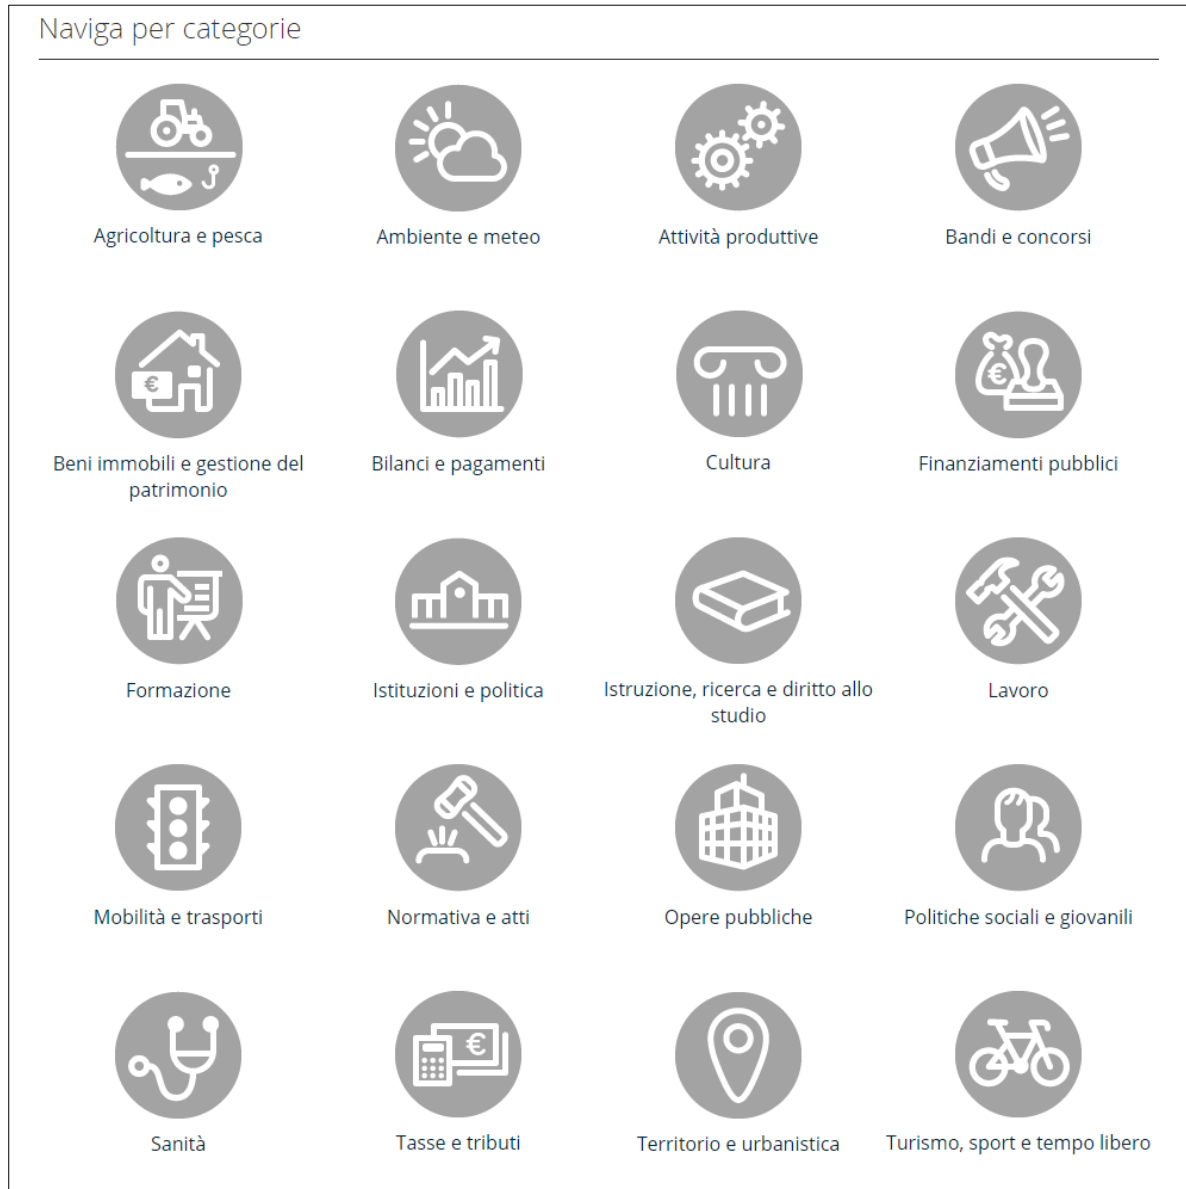 Naviga per categorie
Agricoltura e pesca
Ambiente e meteo
Attività produttive
Bandi e concorsi
€
€
Beni immobili e gestione del
patrimonio
Bilanci e pagamenti
Cultura
Finanziamenti pubblici
Formazione
Istituzioni e politica
Istruzione, ricerca e diritto allo
studio
Lavoro
Mobilità e trasporti
Normativa e atti
Opere pubbliche
Politiche sociali e giovanili
€
Sanità
Tasse e tributi
Territorio e urbanistica
Turismo, sport e tempo libero